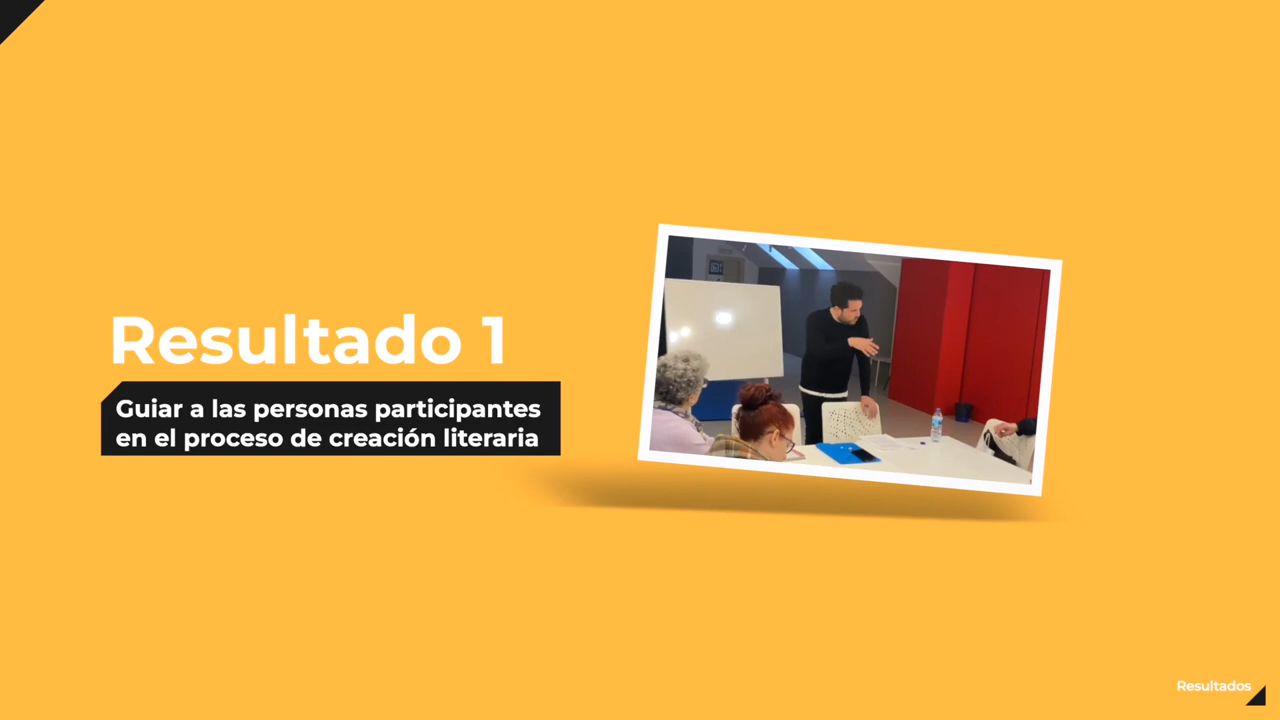 Resultado 1
Guiar a las personas participantes
en el proceso de creación literaria
Resultados